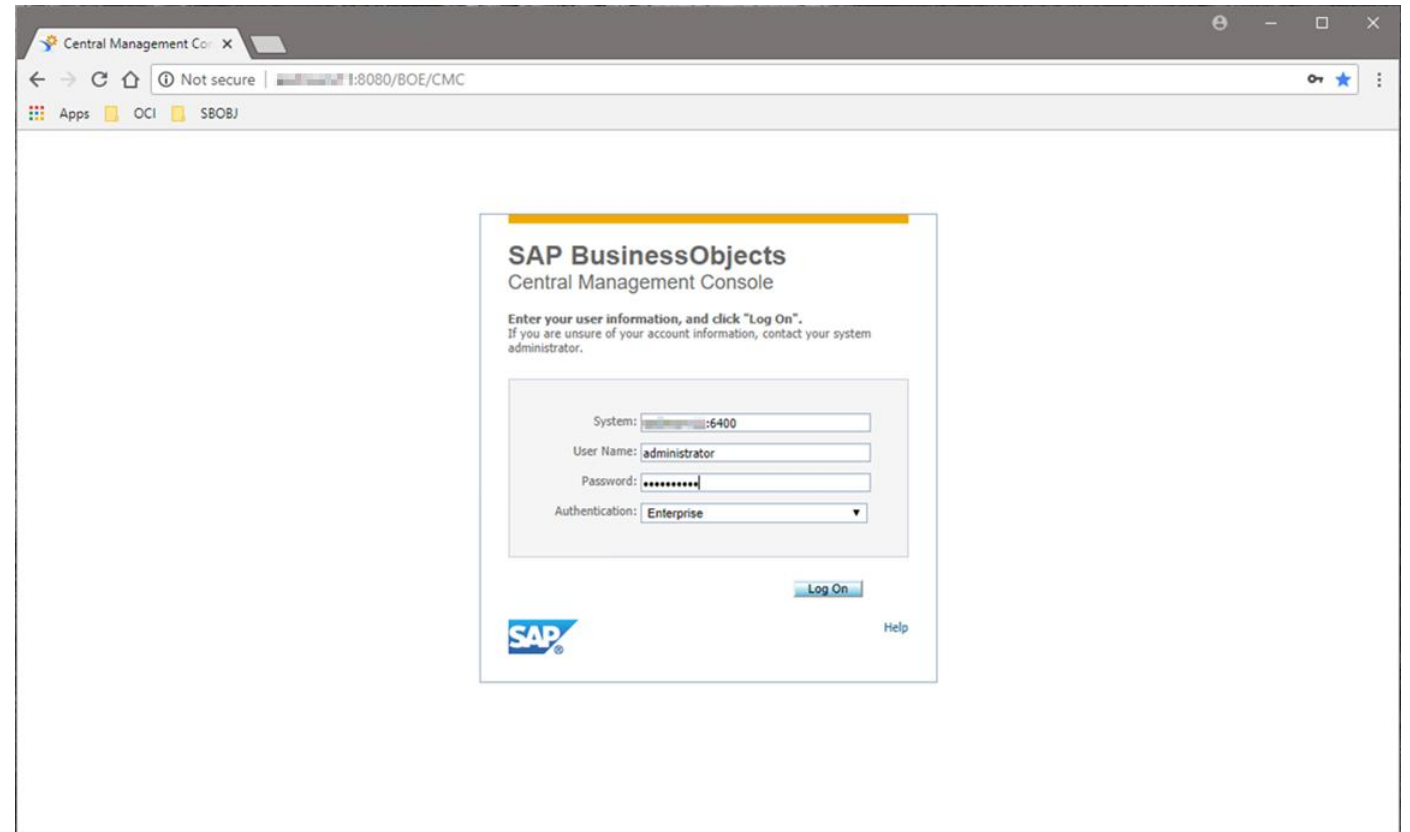 Central Management Con
Not secure | 1:8080/BOE/CMC
Apps OCI SBOBJ
SAP BusinessObjects
Central Management Console
Enter your user information, and click "Log On".
If you are unsure of your account information, contact your system
administrator.
System: :6400
User Name: administrator
Password: ••••••••••
Authentication: Enterprise
Log On
SAP®
Help